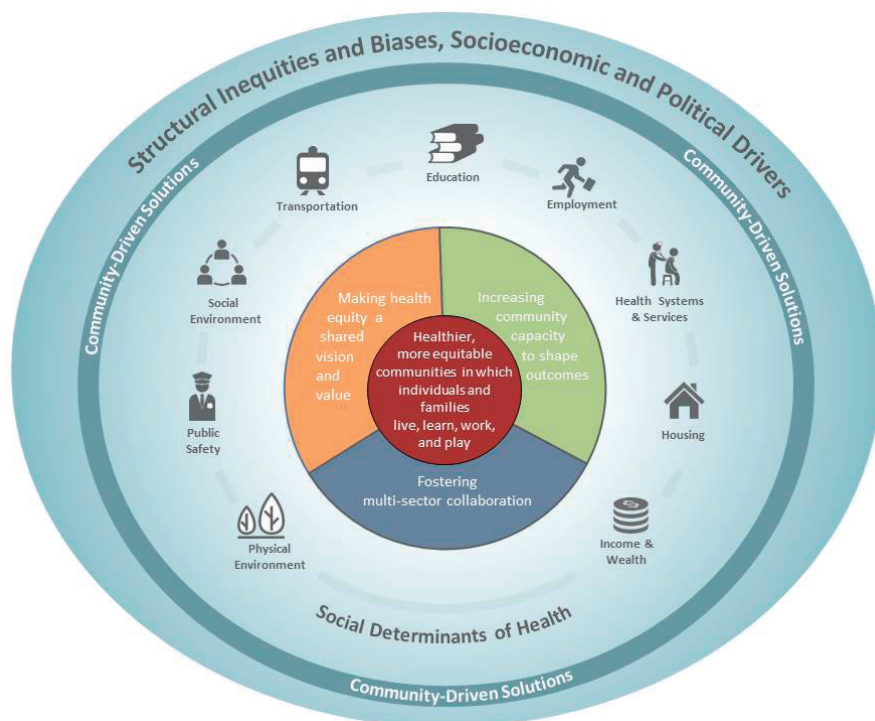 Structural Inequities and Biases, Socioeconomic and Political Drivers
Community-Driven Solutions
Community-Driven Solutions
Education
Transportation
Employment
Social
Environment
Health Systems
& Services
Public
Safety
Housing
Physical
Environment
Income &
Wealth
Making health
equity a
shared
vision
and
value
Increasing
community
capacity
to shape
outcomes
Healthier,
more equitable
communities in which
individuals and
families
live, learn, work,
and play
Fostering
multi-sector collaboration
Social Determinants of Health
Community-Driven Solutions